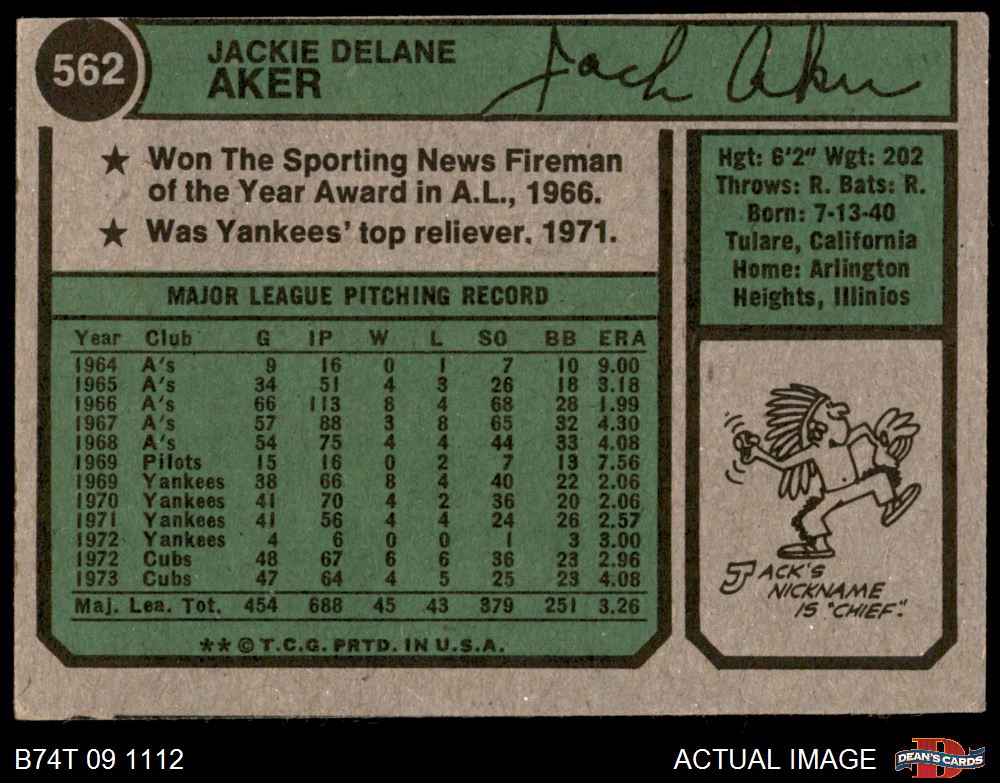 562
JACKIE DELANE
AKER
Jack Aker
★ Won The Sporting News Fireman
of the Year Award in A.L., 1966.
★ Was Yankees' top reliever, 1971.
Hgt: 6'2" Wgt: 202
Throws: R. Bats: R.
Born: 7-13-40
Tulare, California
Home: Arlington
Heights, Illinios
MAJOR LEAGUE PITCHING RECORD
Year Club G IP W L SO BB ERA
1964 A's 9 16 0 1 7 10 9.00
1965 A's 34 51 4 3 26 18 3.18
1966 A's 66 113 8 4 68 28 1.99
1967 A's 57 88 3 8 65 32 4.30
1968 A's 54 75 4 4 44 33 4.08
1969 Pilots 15 16 0 2 7 13 7.56
1969 Yankees 38 66 8 4 40 22 2.06
1970 Yankees 41 70 4 2 36 20 2.06
1971 Yankees 41 56 4 4 24 26 2.57
1972 Yankees 4 6 0 0 1 3 3.00
1972 Cubs 48 67 6 6 36 23 2.96
1973 Cubs 47 64 4 5 25 23 4.08
Maj. Lea. Tot. 454 688 45 43 379 251 3.26
** © T.C.G. PRTD. IN U.S.A.
JACK'S
NICKNAME
IS "CHIEF".
B74T 09 1112
ACTUAL IMAGE
DEAN'S CARDS